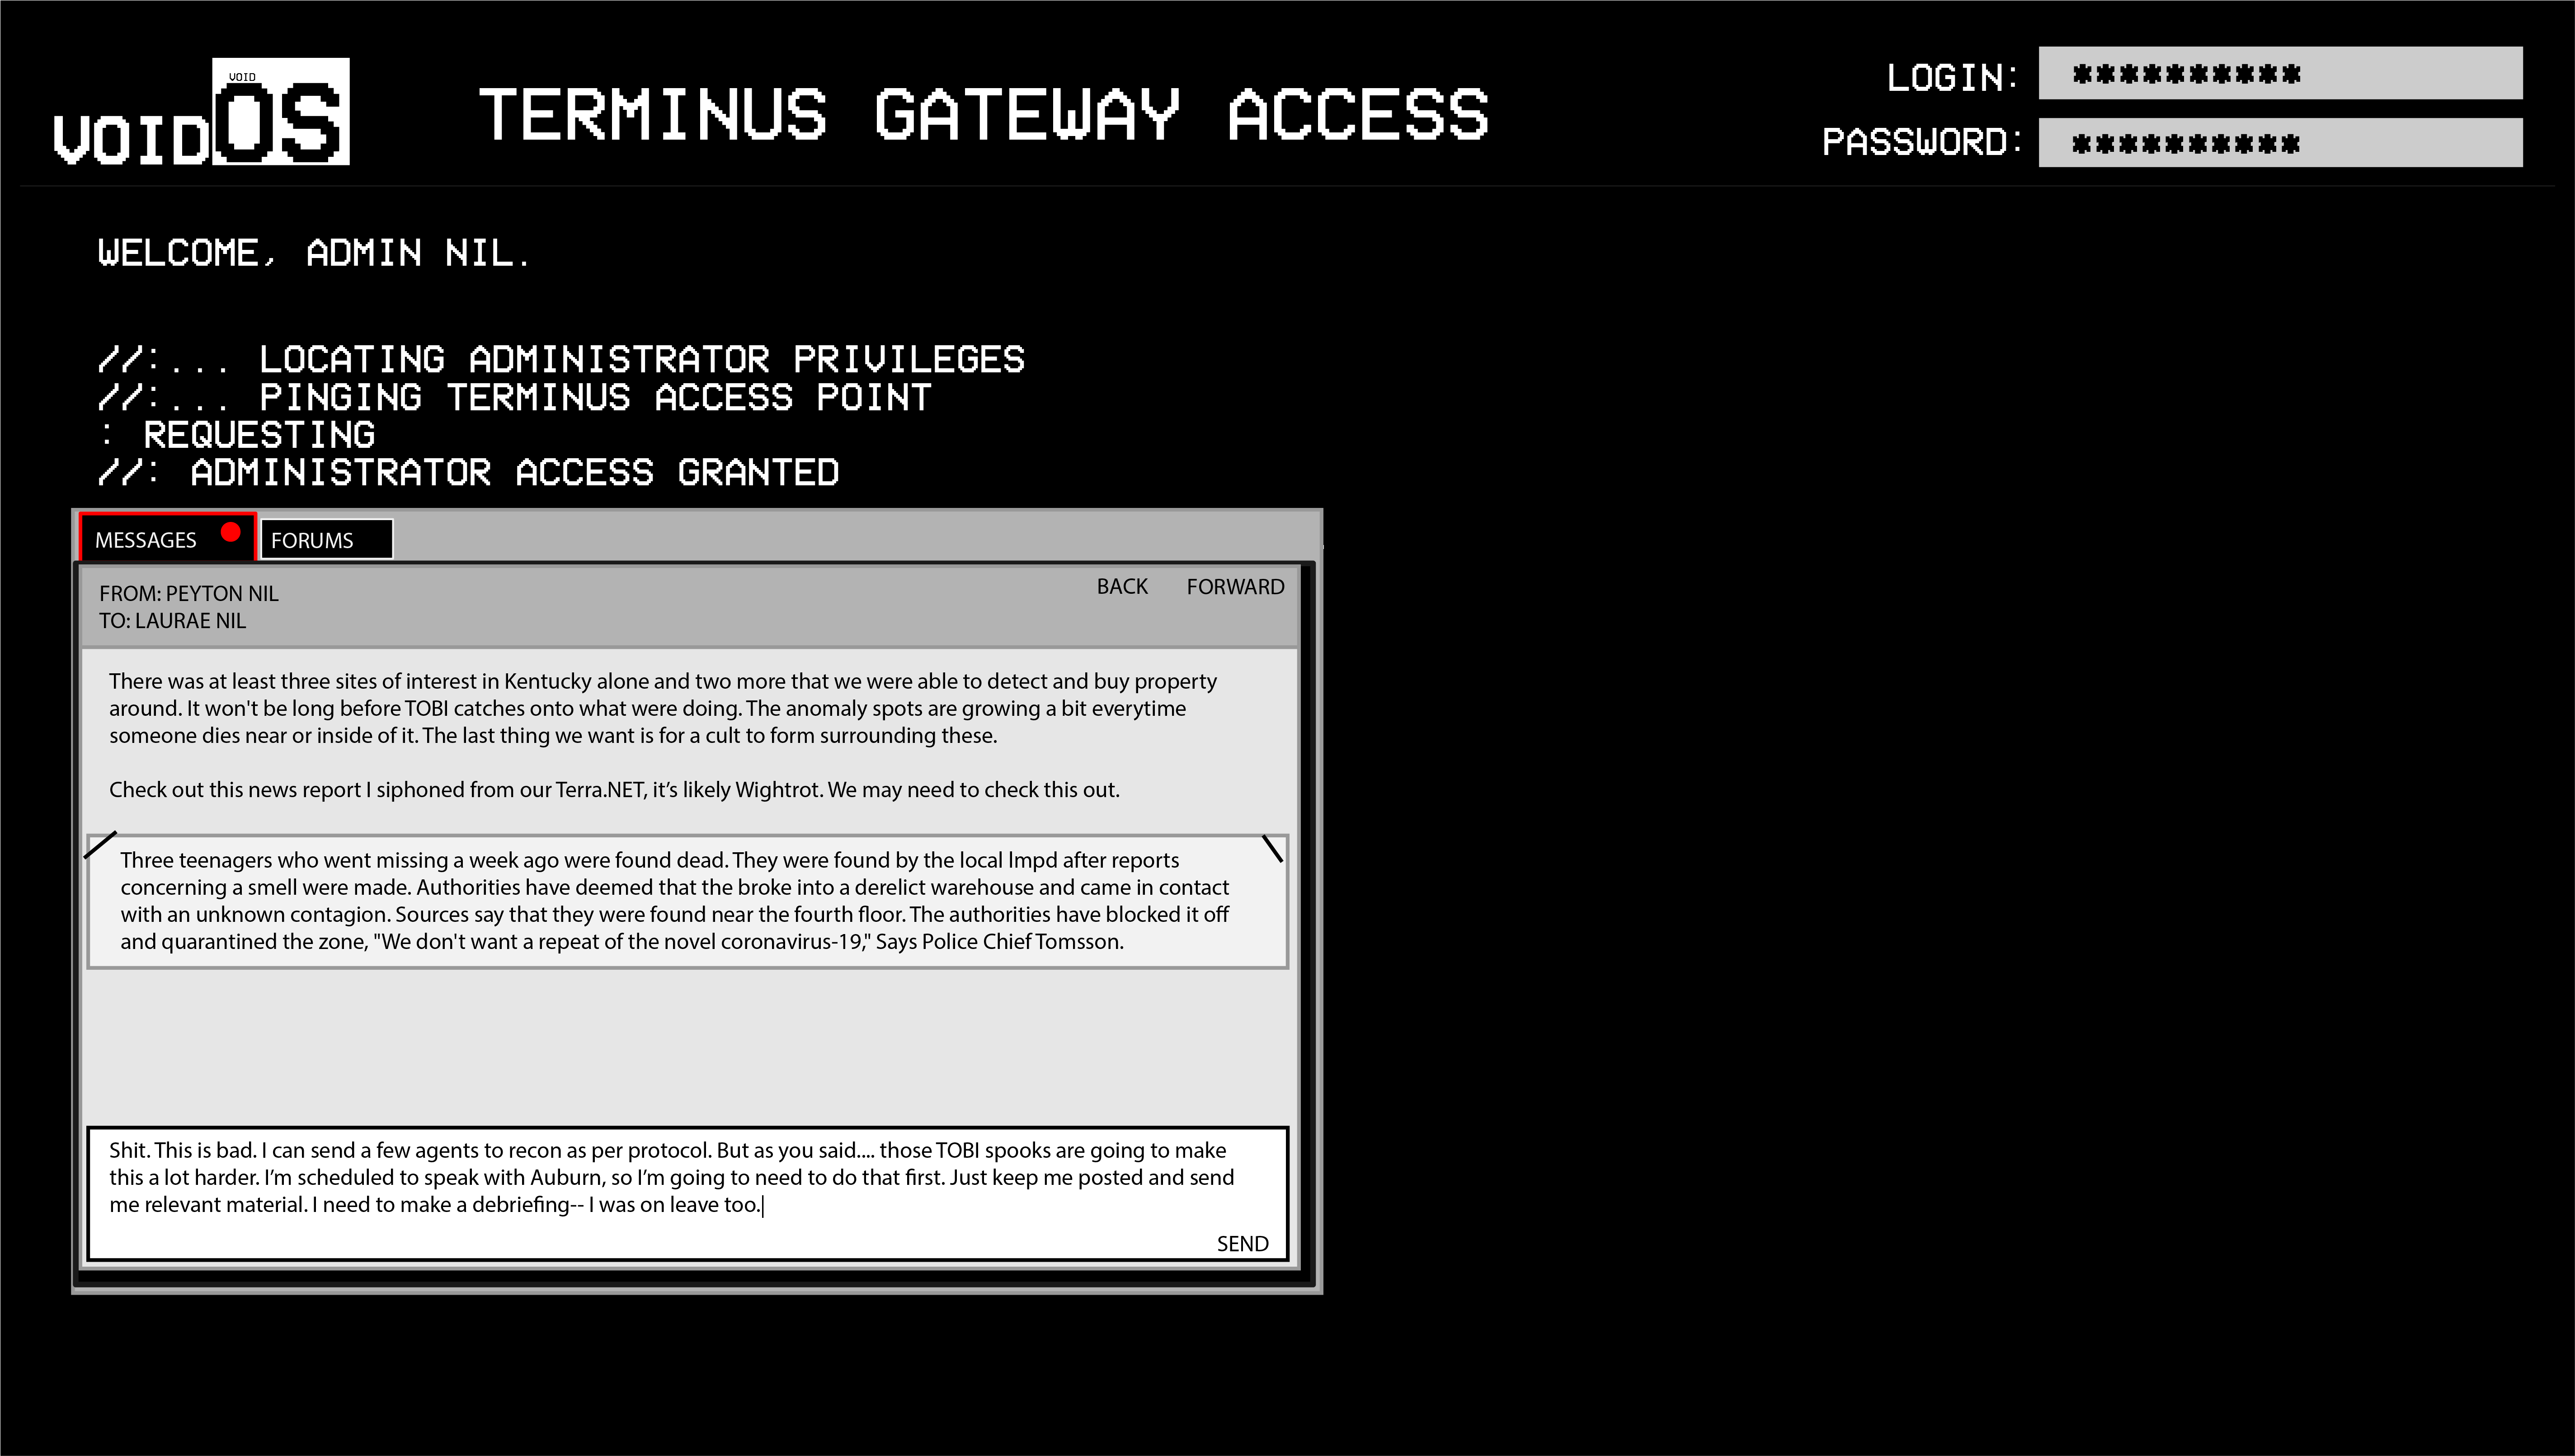 VOID
VOIDOS
TERMINUS GATEWAY ACCESS
LOGIN: **********
PASSWORD: **********
WELCOME, ADMIN NIL.
//:... LOCATING ADMINISTRATOR PRIVILEGES
//:... PINGING TERMINUS ACCESS POINT
: REQUESTING
//: ADMINISTRATOR ACCESS GRANTED
MESSAGES FORUMS
FROM: PEYTON NIL
TO: LAURAE NIL
BACK FORWARD
There was at least three sites of interest in Kentucky alone and two more that we were able to detect and buy property
around. It won't be long before TOBI catches onto what were doing. The anomaly spots are growing a bit everytime
someone dies near or inside of it. The last thing we want is for a cult to form surrounding these.
Check out this news report I siphoned from our Terra.NET, it’s likely Wightrot. We may need to check this out.
Three teenagers who went missing a week ago were found dead. They were found by the local lmpd after reports
concerning a smell were made. Authorities have deemed that the broke into a derelict warehouse and came in contact
with an unknown contagion. Sources say that they were found near the fourth floor. The authorities have blocked it off
and quarantined the zone, "We don't want a repeat of the novel coronavirus-19," Says Police Chief Tomsson.
Shit. This is bad. I can send a few agents to recon as per protocol. But as you said.... those TOBI spooks are going to make
this a lot harder. I’m scheduled to speak with Auburn, so I’m going to need to do that first. Just keep me posted and send
me relevant material. I need to make a debriefing-- I was on leave too.
SEND